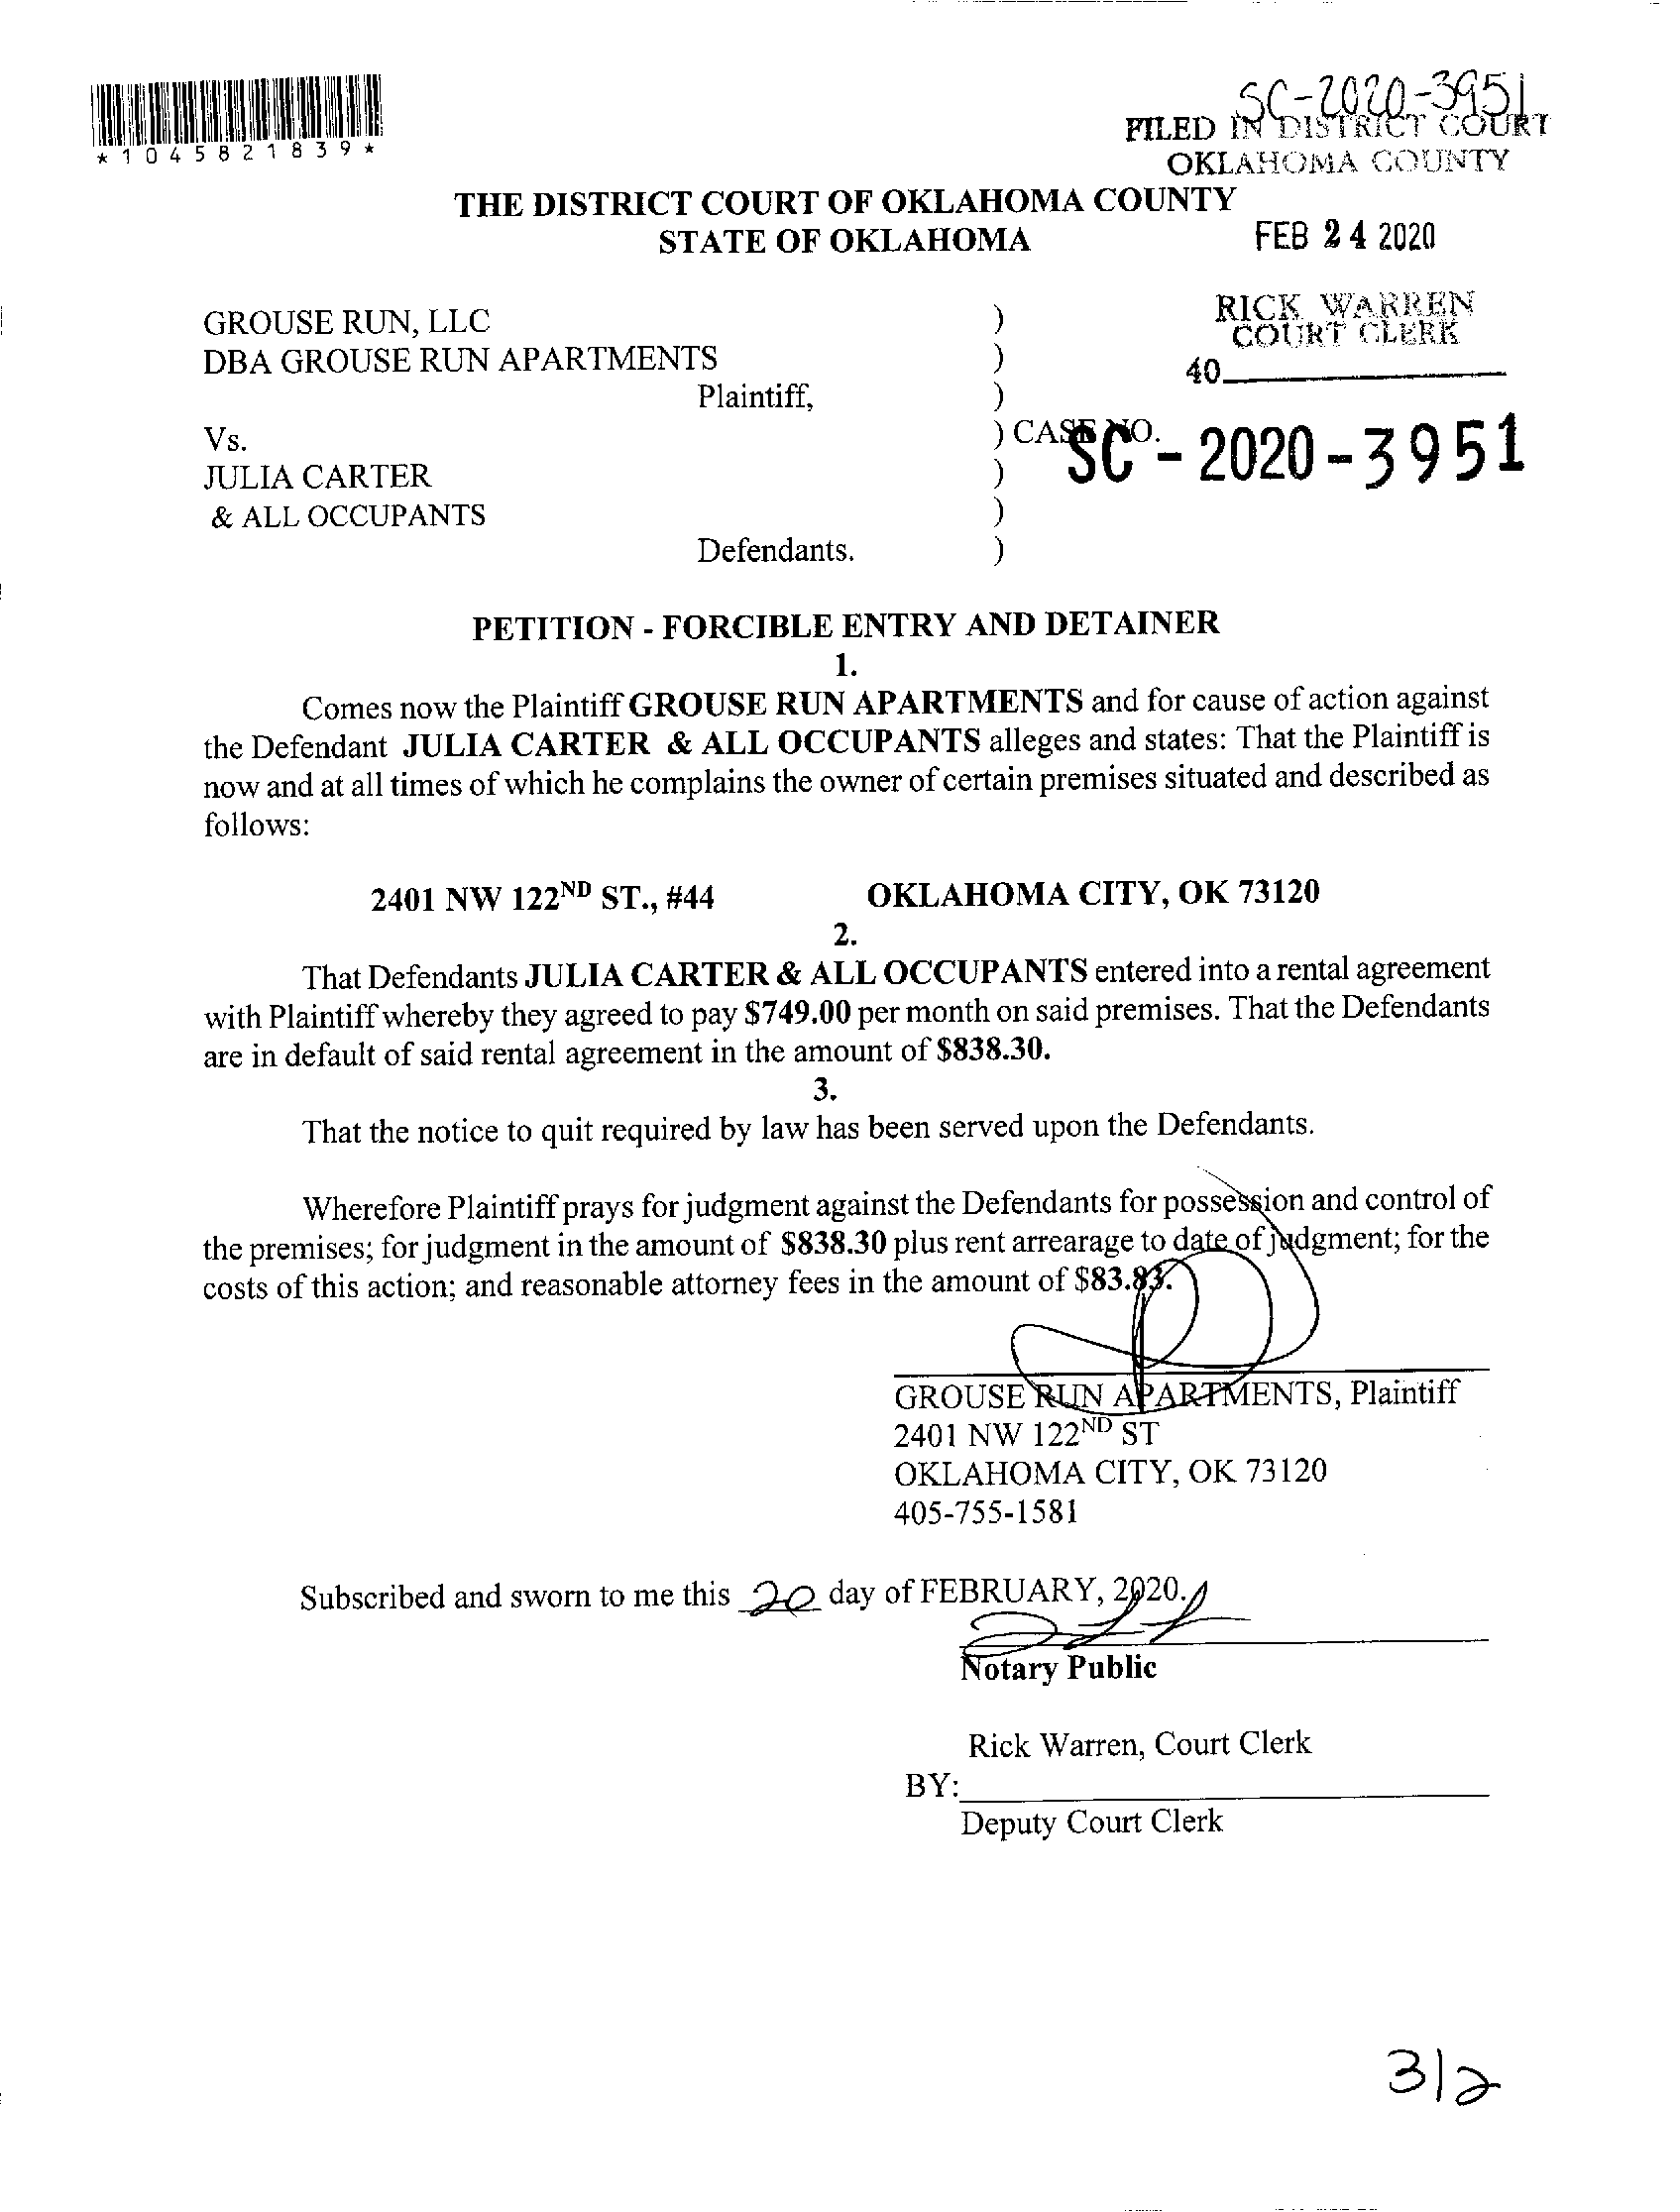 SC-2020-3951
FILED IN DISTRICT COURT
OKLAHOMA COUNTY
*1045821839*
THE DISTRICT COURT OF OKLAHOMA COUNTY
STATE OF OKLAHOMA
FEB 24 2020
RICK WARREN
COURT CLERK
40
GROUSE RUN, LLC )
DBA GROUSE RUN APARTMENTS )
Plaintiff, )
Vs. ) CASE NO. SC-2020-3951
JULIA CARTER )
& ALL OCCUPANTS )
Defendants. )
PETITION - FORCIBLE ENTRY AND DETAINER
1.
Comes now the Plaintiff GROUSE RUN APARTMENTS and for cause of action against
the Defendant JULIA CARTER & ALL OCCUPANTS alleges and states: That the Plaintiff is
now and at all times of which he complains the owner of certain premises situated and described as
follows:
2401 NW 122ND ST., #44 OKLAHOMA CITY, OK 73120
2.
That Defendants JULIA CARTER & ALL OCCUPANTS entered into a rental agreement
with Plaintiff whereby they agreed to pay $749.00 per month on said premises. That the Defendants
are in default of said rental agreement in the amount of $838.30.
3.
That the notice to quit required by law has been served upon the Defendants.
Wherefore Plaintiff prays for judgment against the Defendants for possession and control of
the premises; for judgment in the amount of $838.30 plus rent arrearage to date of judgment; for the
costs of this action; and reasonable attorney fees in the amount of $83.83.
GROUSE RUN APARTMENTS, Plaintiff
2401 NW 122ND ST
OKLAHOMA CITY, OK 73120
405-755-1581
Subscribed and sworn to me this 20 day of FEBRUARY, 2020.
Notary Public
Rick Warren, Court Clerk
BY:
Deputy Court Clerk
3/2